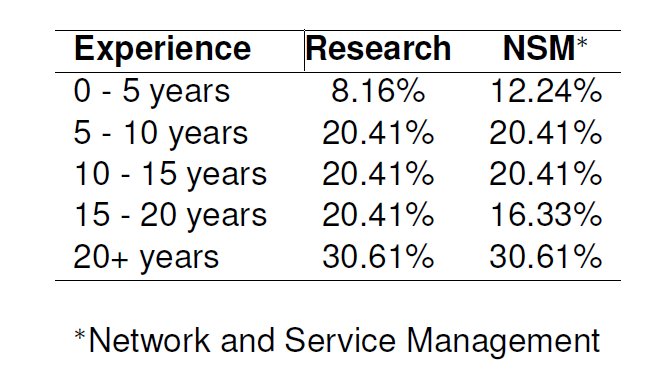 Experience Research NSM*
0 - 5 years 8.16% 12.24%
5 - 10 years 20.41% 20.41%
10 - 15 years 20.41% 20.41%
15 - 20 years 20.41% 16.33%
20+ years 30.61% 30.61%
*Network and Service Management